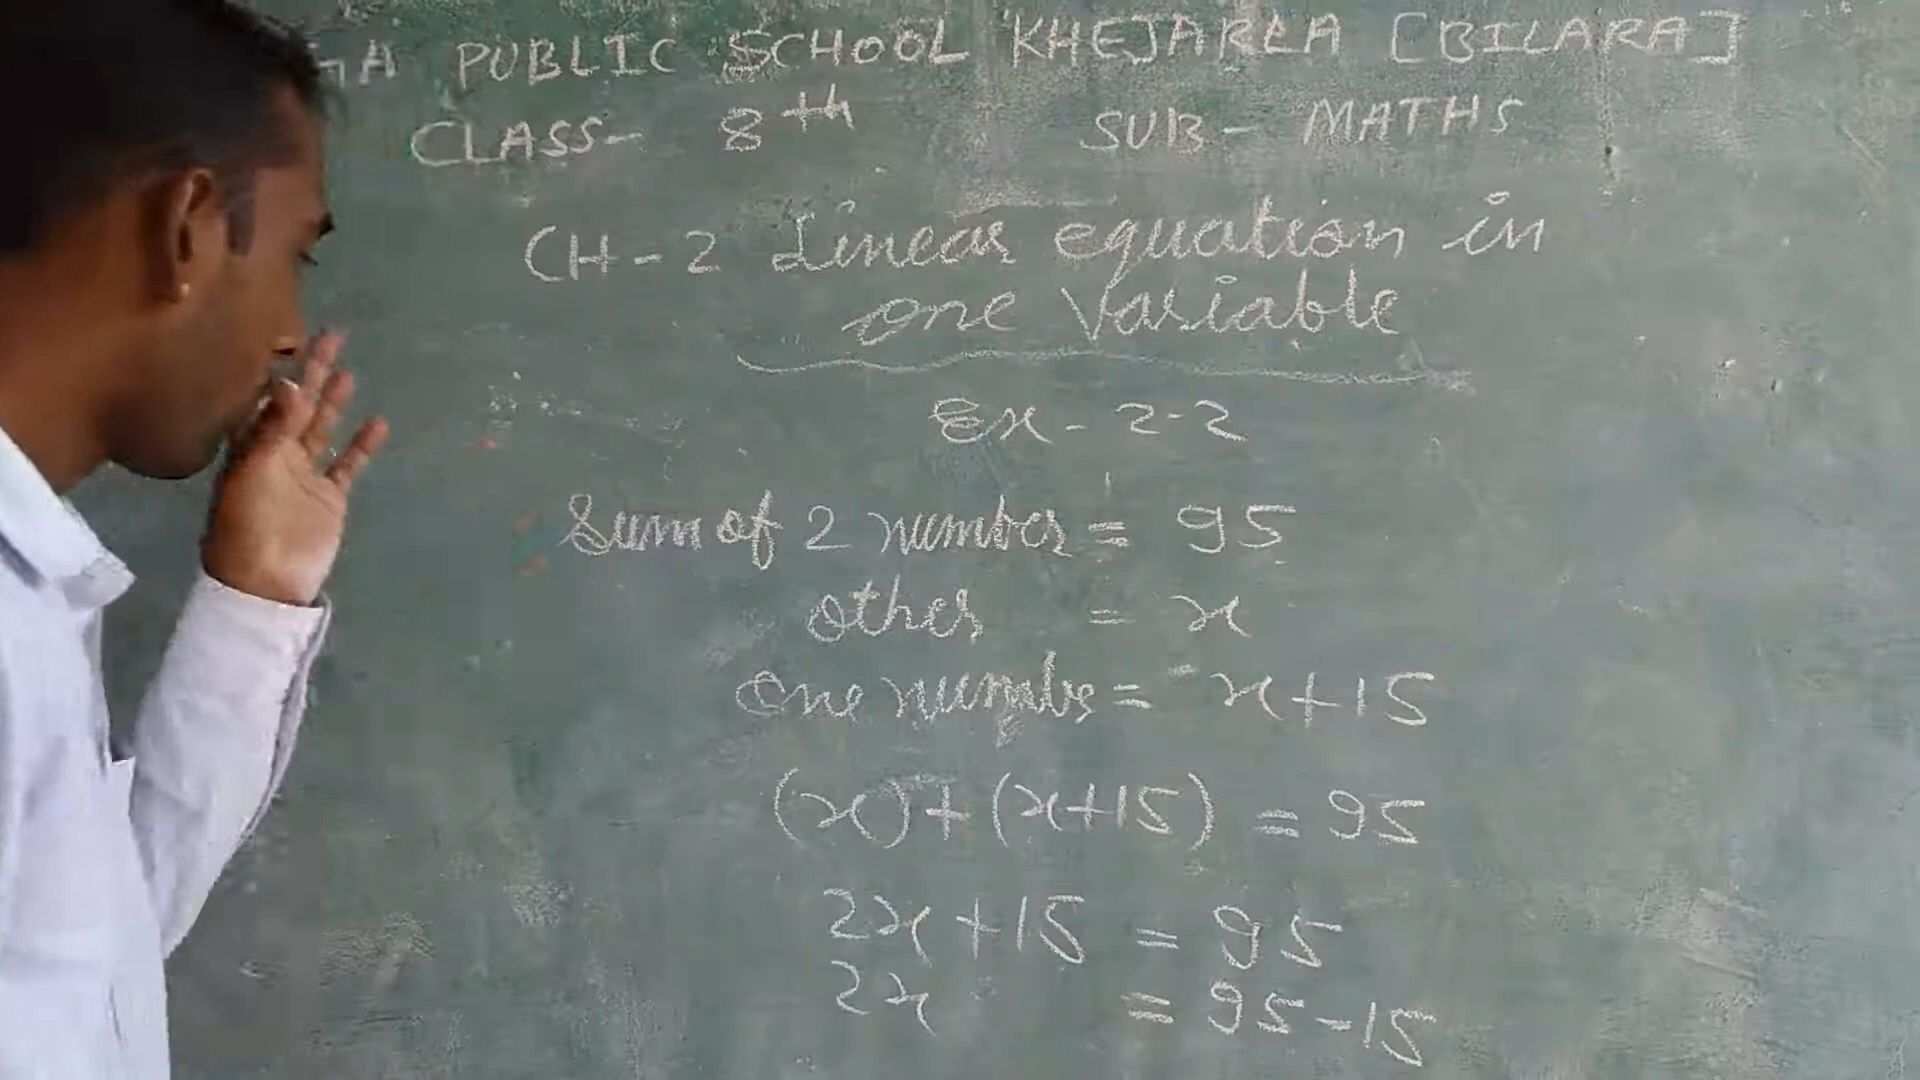 A PUBLIC SCHOOL KHEJARLA [BILARA]
CLASS- 8th SUB- MATHS
CH-2 Linear equation in
one Variable
Ex-2-2
Sum of 2 number = 95
other = x
one numbr = x+15
(x)+(x+15) = 95
2x+15 = 95
2x = 95-15